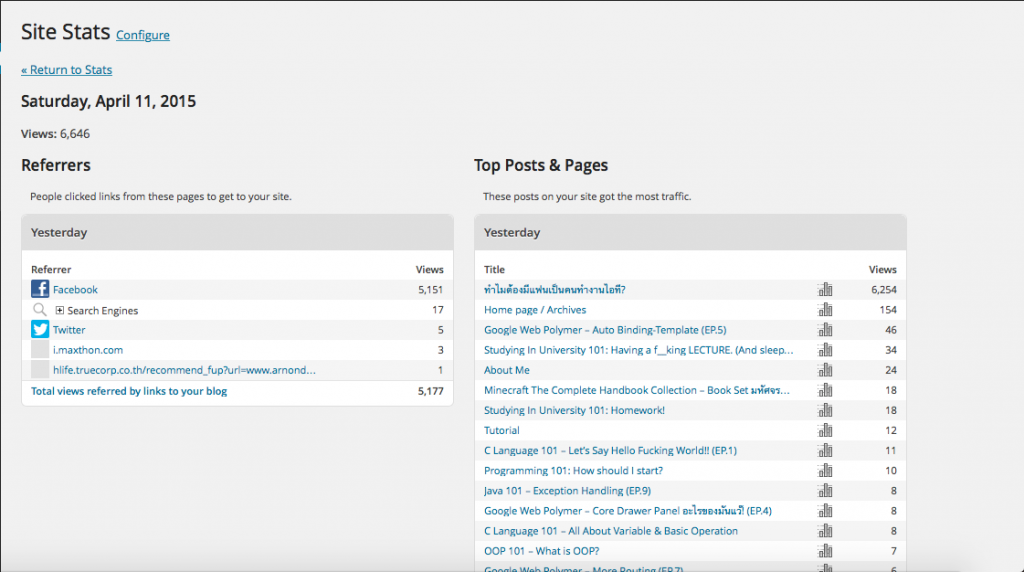 Site Stats Configure
« Return to Stats
Saturday, April 11, 2015
Views: 6,646
Referrers
People clicked links from these pages to get to your site.
Yesterday
Referrer Views
Facebook 5,151
Search Engines 17
Twitter 5
i.maxthon.com 3
hlife.truecorp.co.th/recommend_fup?url=www.arnond... 1
Total views referred by links to your blog 5,177
Top Posts & Pages
These posts on your site got the most traffic.
Yesterday
Title Views
ทำไมต้องมีแฟนเป็นคนทำงานไอที? 6,254
Home page / Archives 154
Google Web Polymer – Auto Binding-Template (EP.5) 46
Studying In University 101: Having a f__king LECTURE. (And sleep... 34
About Me 24
Minecraft The Complete Handbook Collection – Book Set มหัศจร... 18
Studying In University 101: Homework! 18
Tutorial 12
C Language 101 – Let's Say Hello Fucking World!! (EP.1) 11
Programming 101: How should I start? 10
Java 101 – Exception Handling (EP.9) 8
Google Web Polymer – Core Drawer Panel อะไรของมันแว๊! (EP.4) 8
C Language 101 – All About Variable & Basic Operation 8
OOP 101 – What is OOP? 7
Google Web Polymer – More Routing (EP.7) 6